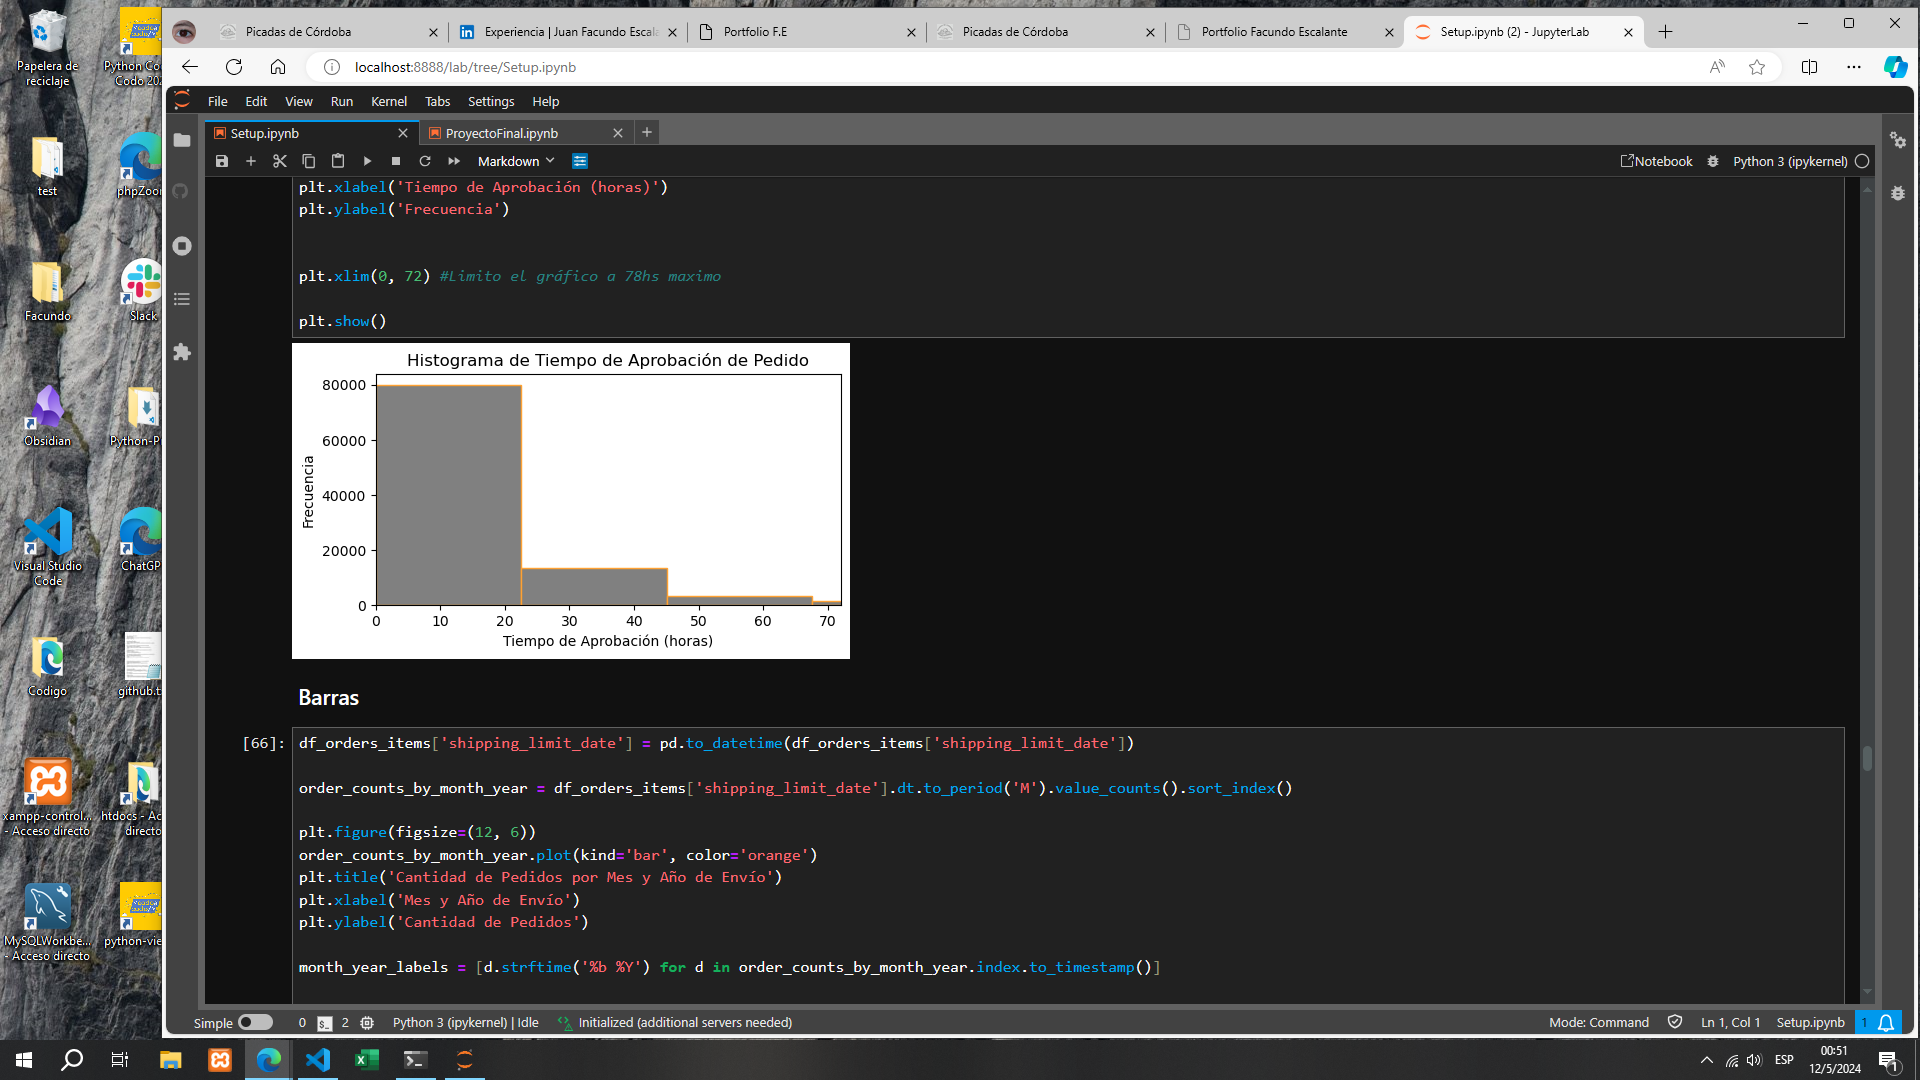 Papelera de
reciclaje
Python Co
Codo 20
test
phpZoo
Facundo
Slack
Obsidian
Python-P
Visual Studio
Code
ChatGP
Codigo
github.t
xampp-control...
- Acceso directo
htdocs - Ac
directo
MySQLWorkbe...
- Acceso directo
python-vie
Picadas de Córdoba
Experiencia | Juan Facundo Escala
Portfolio F.E
Picadas de Córdoba
Portfolio Facundo Escalante
Setup.ipynb (2) - JupyterLab
localhost:8888/lab/tree/Setup.ipynb
File Edit View Run Kernel Tabs Settings Help
Setup.ipynb
ProyectoFinal.ipynb
Markdown
Notebook
Python 3 (ipykernel)
plt.xlabel('Tiempo de Aprobación (horas)')
plt.ylabel('Frecuencia')
plt.xlim(0, 72) #Limito el gráfico a 78hs maximo
plt.show()
Histograma de Tiempo de Aprobación de Pedido
80000
60000
40000
20000
0
Frecuencia
0 10 20 30 40 50 60 70
Tiempo de Aprobación (horas)
Barras
[66]:
df_orders_items['shipping_limit_date'] = pd.to_datetime(df_orders_items['shipping_limit_date'])
order_counts_by_month_year = df_orders_items['shipping_limit_date'].dt.to_period('M').value_counts().sort_index()
plt.figure(figsize=(12, 6))
order_counts_by_month_year.plot(kind='bar', color='orange')
plt.title('Cantidad de Pedidos por Mes y Año de Envío')
plt.xlabel('Mes y Año de Envío')
plt.ylabel('Cantidad de Pedidos')
month_year_labels = [d.strftime('%b %Y') for d in order_counts_by_month_year.index.to_timestamp()]
Simple 0 $_ 2 Python 3 (ipykernel) | Idle Initialized (additional servers needed)
Mode: Command Ln 1, Col 1 Setup.ipynb 1
ESP
00:51
12/5/2024
1